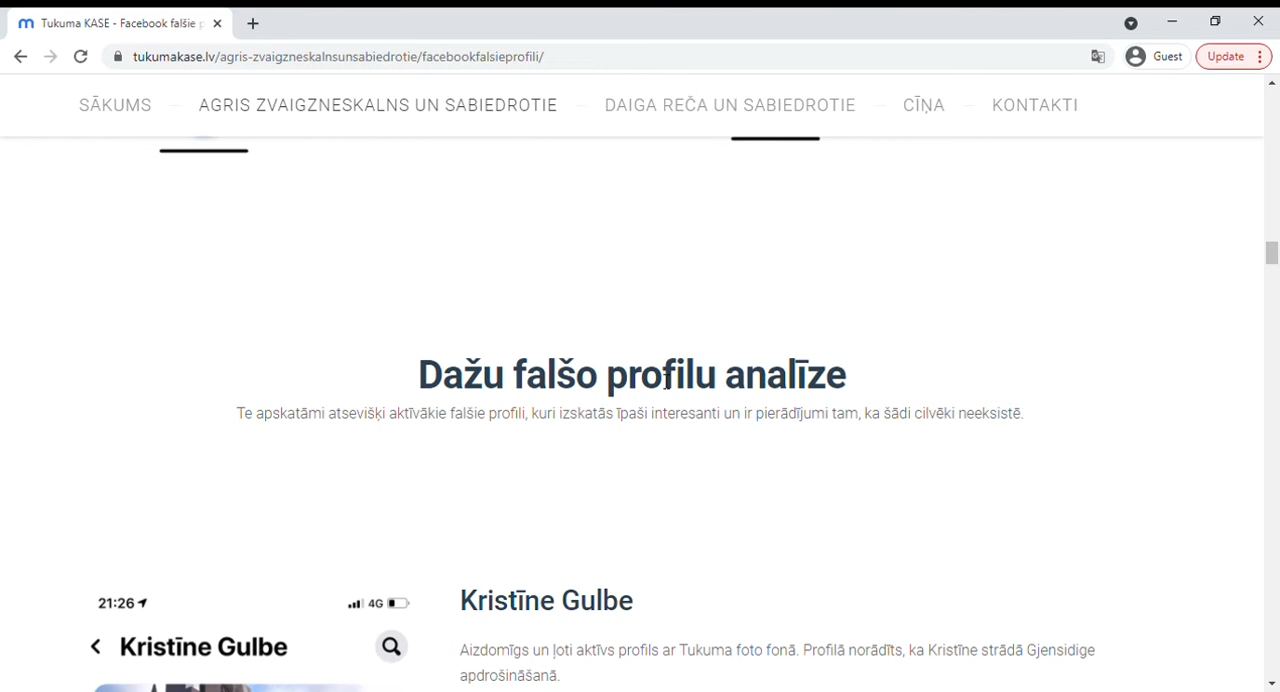 Tukuma KASE - Facebook falšie p
tukumakase.lv/agris-zvaigzneskalnsunsabiedrotie/facebookfalsieprofili/
Guest
Update
SĀKUMS
AGRIS ZVAIGZNESKALNS UN SABIEDROTIE
DAIGA REČA UN SABIEDROTIE
CĪŅA
KONTAKTI
Dažu falšo profilu analīze
Te apskatāmi atsevišķi aktīvākie falšie profili, kuri izskatās īpaši interesanti un ir pierādījumi tam, ka šādi cilvēki neeksistē.
21:26
4G
Kristīne Gulbe
Kristīne Gulbe
Aizdomīgs un ļoti aktīvs profils ar Tukuma foto fonā. Profilā norādīts, ka Kristīne strādā Gjensidige
apdrošināšanā.